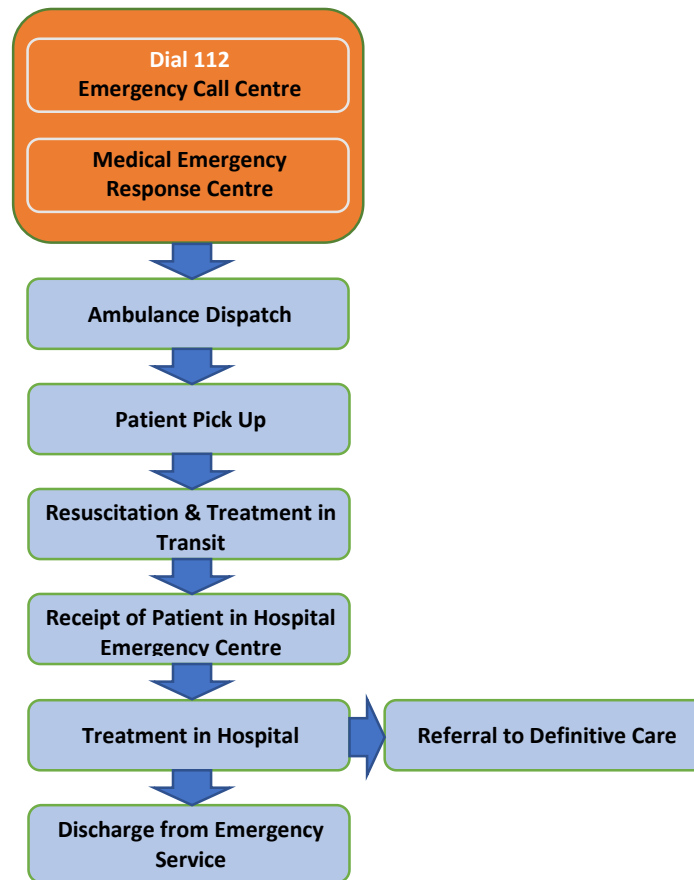 Dial 112
Emergency Call Centre
Medical Emergency
Response Centre
Ambulance Dispatch
Patient Pick Up
Resuscitation & Treatment in
Transit
Receipt of Patient in Hospital
Emergency Centre
Treatment in Hospital
Referral to Definitive Care
Discharge from Emergency
Service